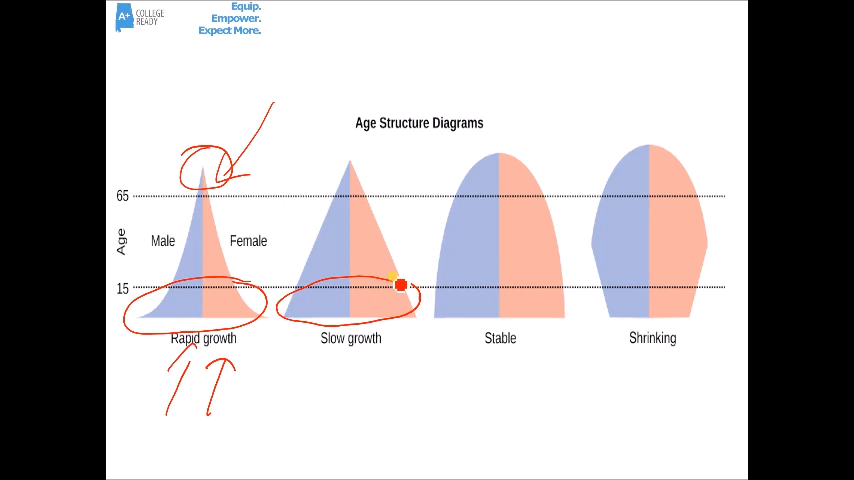 A+ COLLEGE
READY
Equip.
Empower.
Expect More.
Age Structure Diagrams
65
Age
Male
Female
15
Rapid growth
Slow growth
Stable
Shrinking